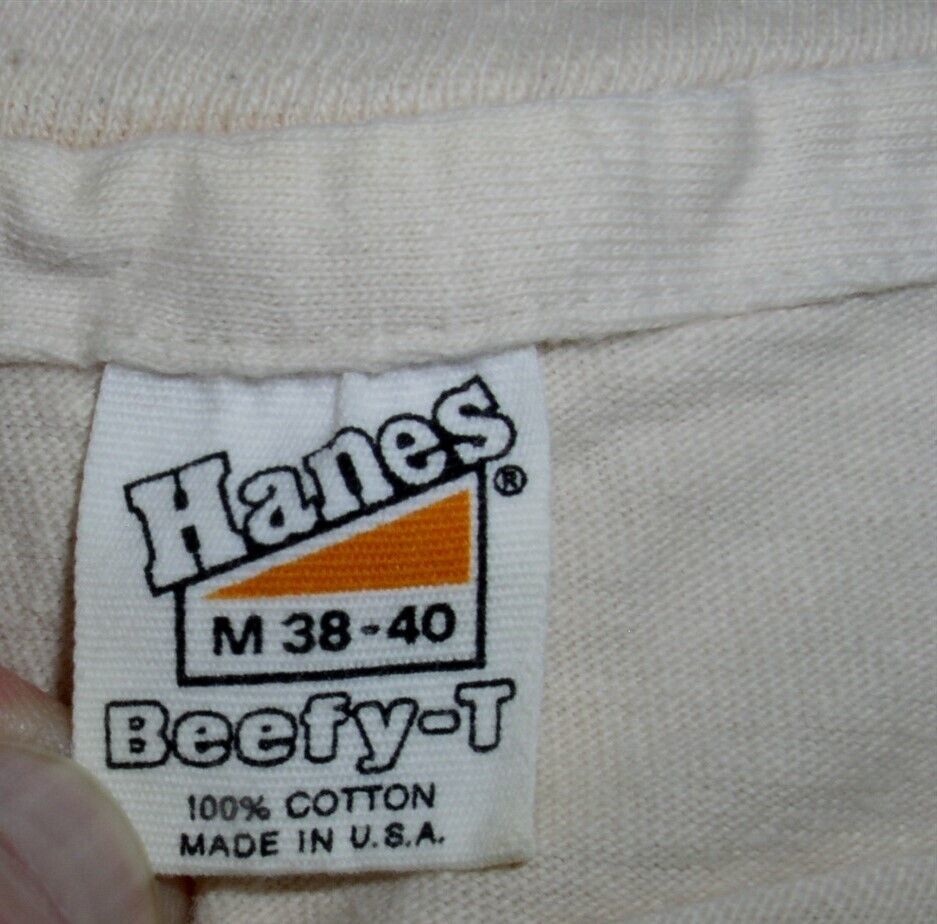 Hanes®
M 38-40
Beefy-T
100% COTTON
MADE IN U.S.A.